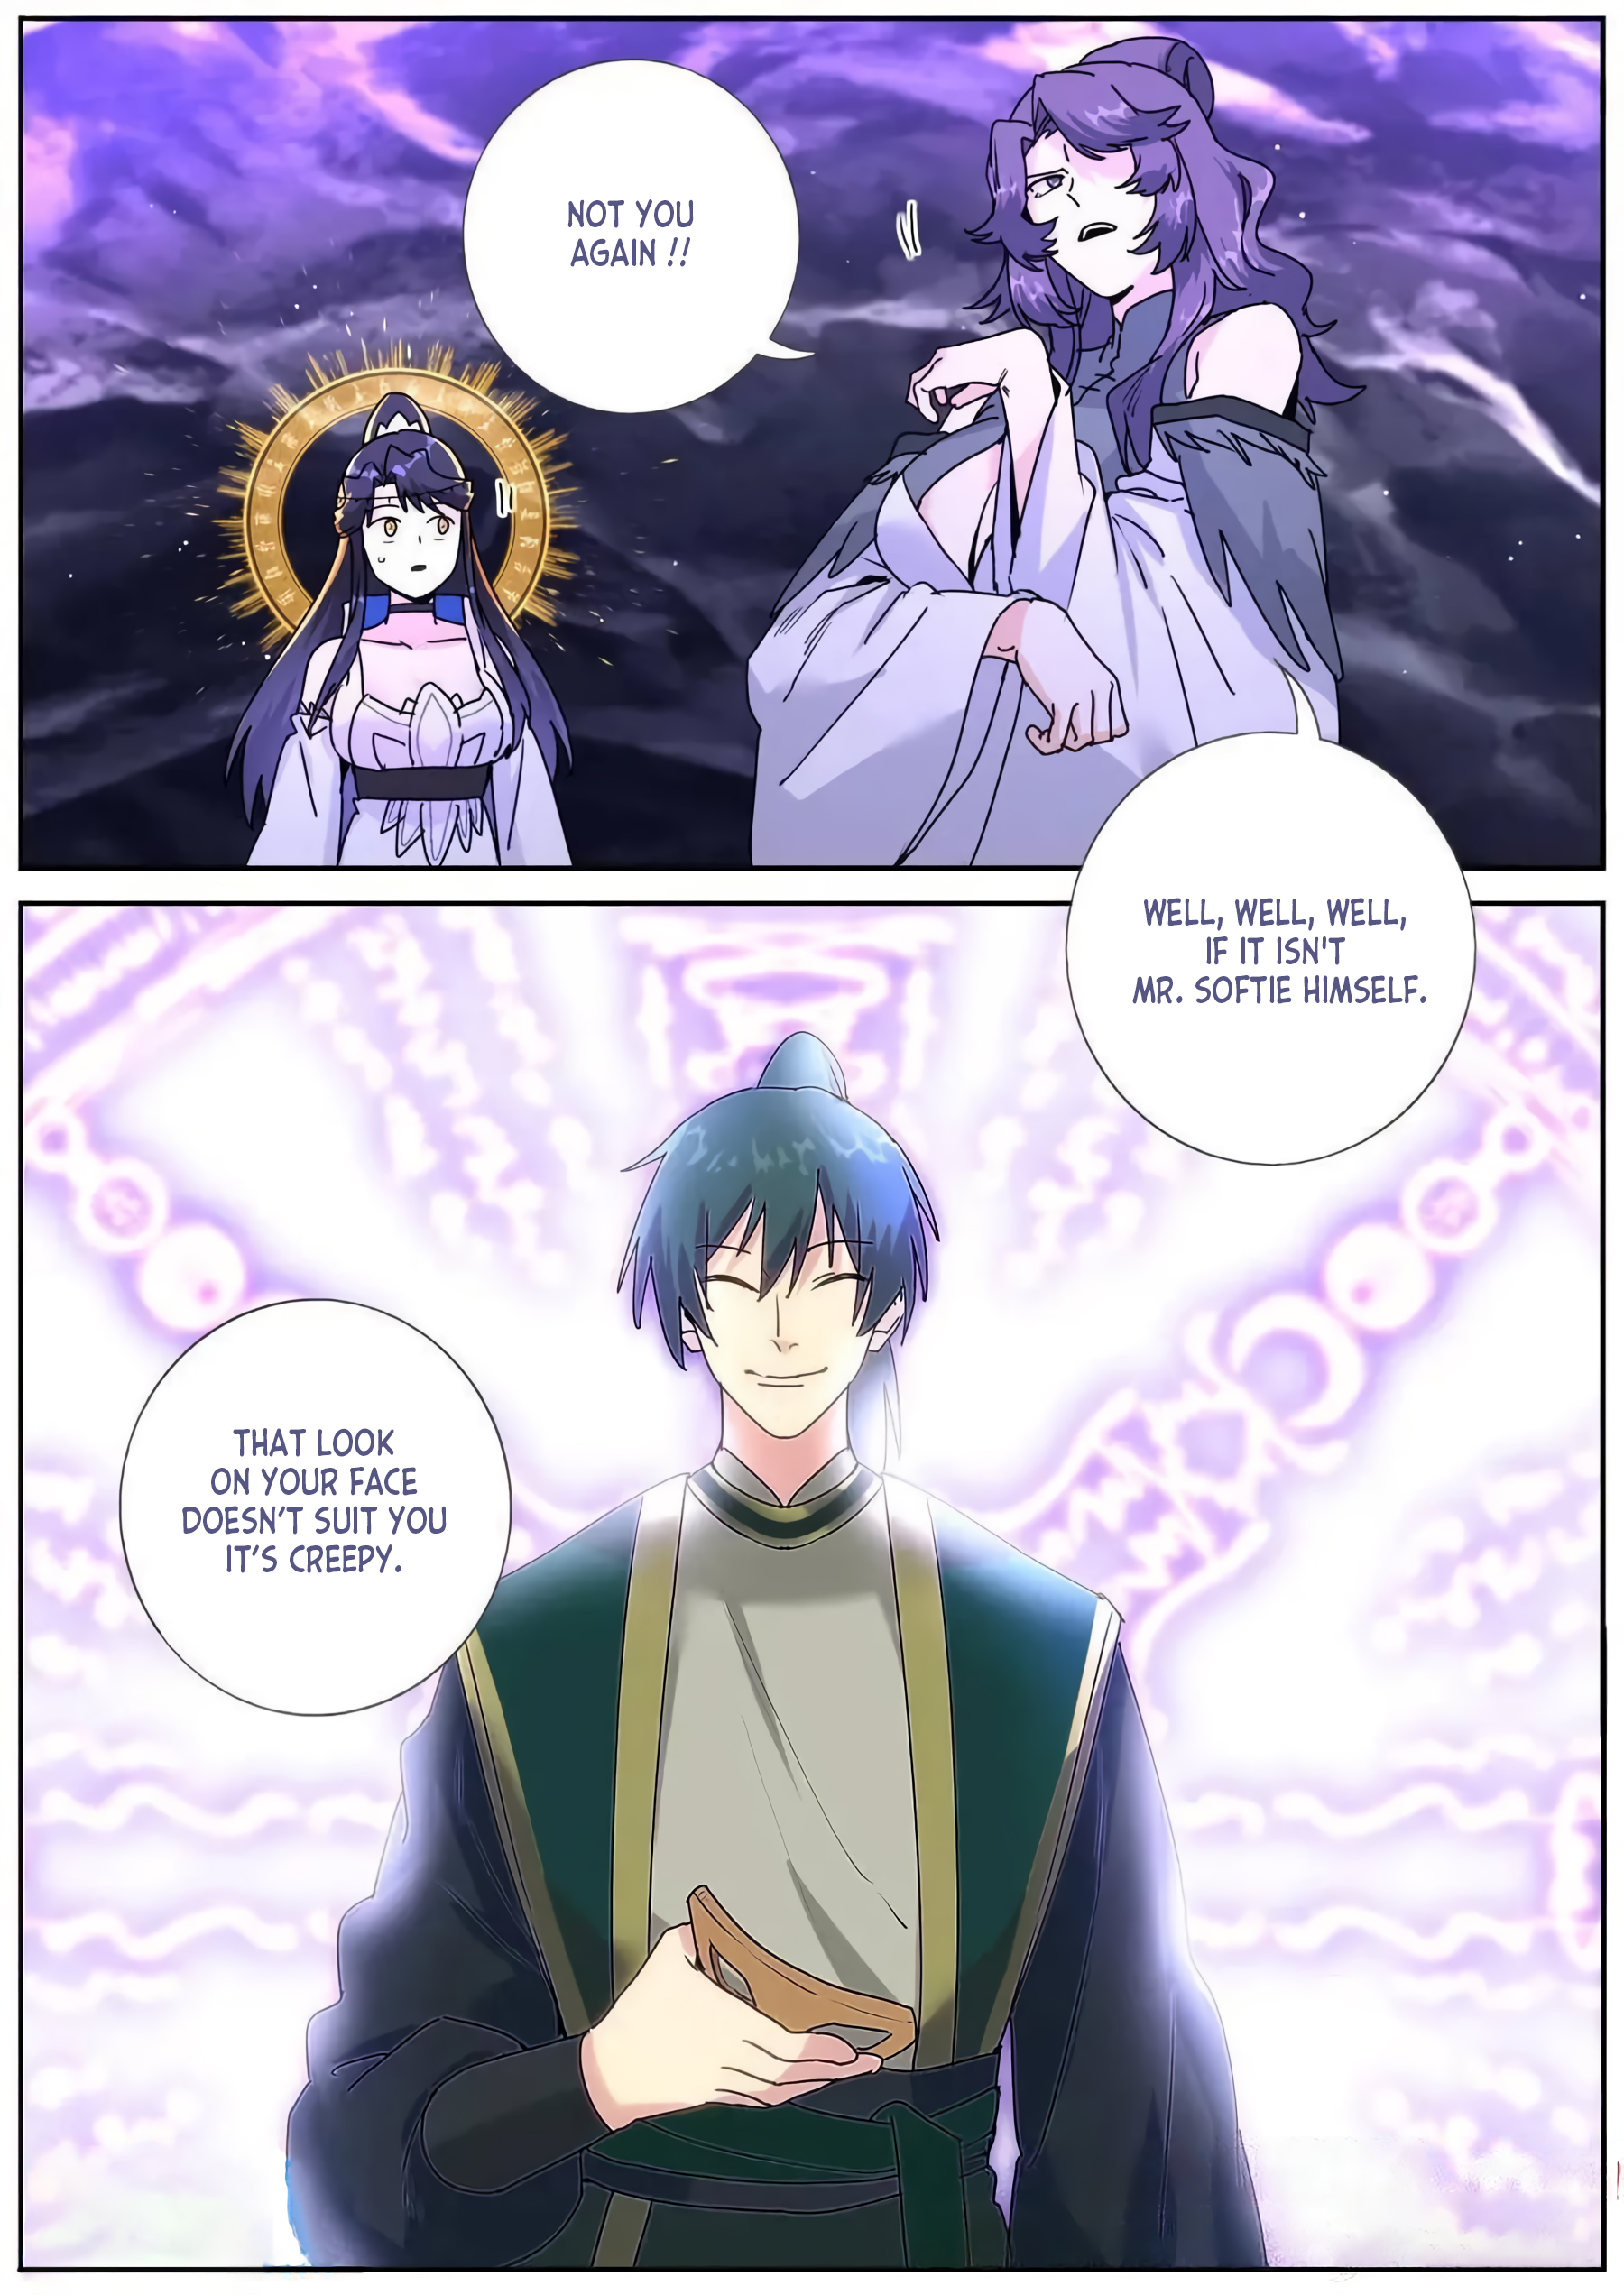 NOT YOU
AGAIN !!
WELL, WELL, WELL,
IF IT ISN'T
MR. SOFTIE HIMSELF.
THAT LOOK
ON YOUR FACE
DOESN'T SUIT YOU
IT'S CREEPY.